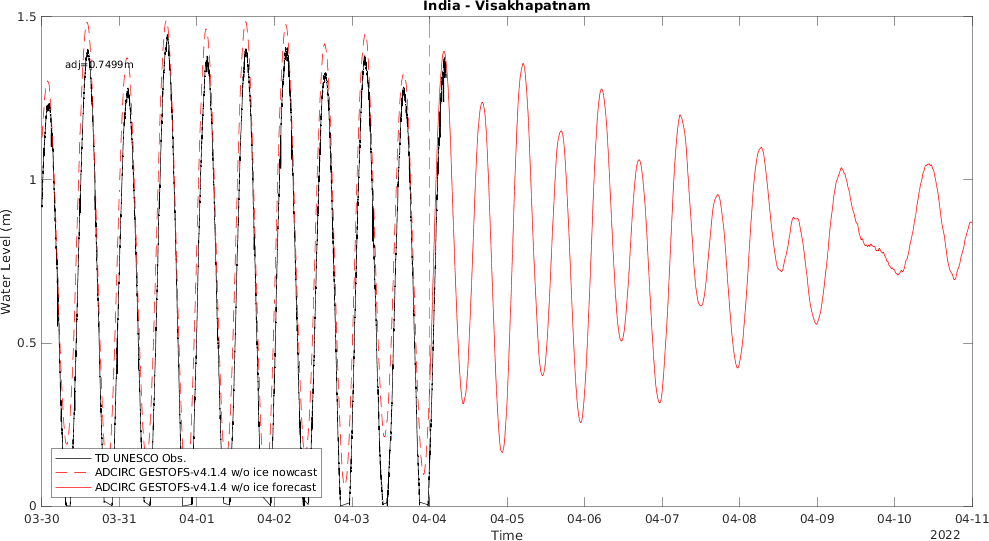 India - Visakhapatnam
adj=0.7499m
1.5
1
0.5
0
Water Level (m)
TD UNESCO Obs.
ADCIRC GESTOFS-v4.1.4 w/o ice nowcast
ADCIRC GESTOFS-v4.1.4 w/o ice forecast
03-30 03-31 04-01 04-02 04-03 04-04 04-05 04-06 04-07 04-08 04-09 04-10 04-11
Time
2022